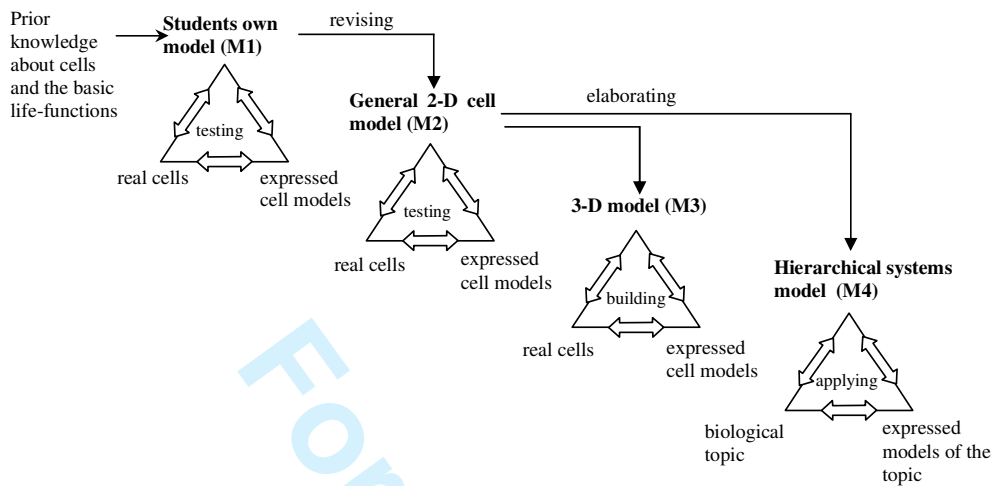 Prior
knowledge
about cells
and the basic
life-functions
Students own
model (M1)
revising
testing
real cells
expressed
cell models
General 2-D cell
model (M2)
elaborating
testing
real cells
expressed
cell models
3-D model (M3)
building
real cells
expressed
cell models
Hierarchical systems
model (M4)
applying
biological
topic
expressed
models of the
topic
For